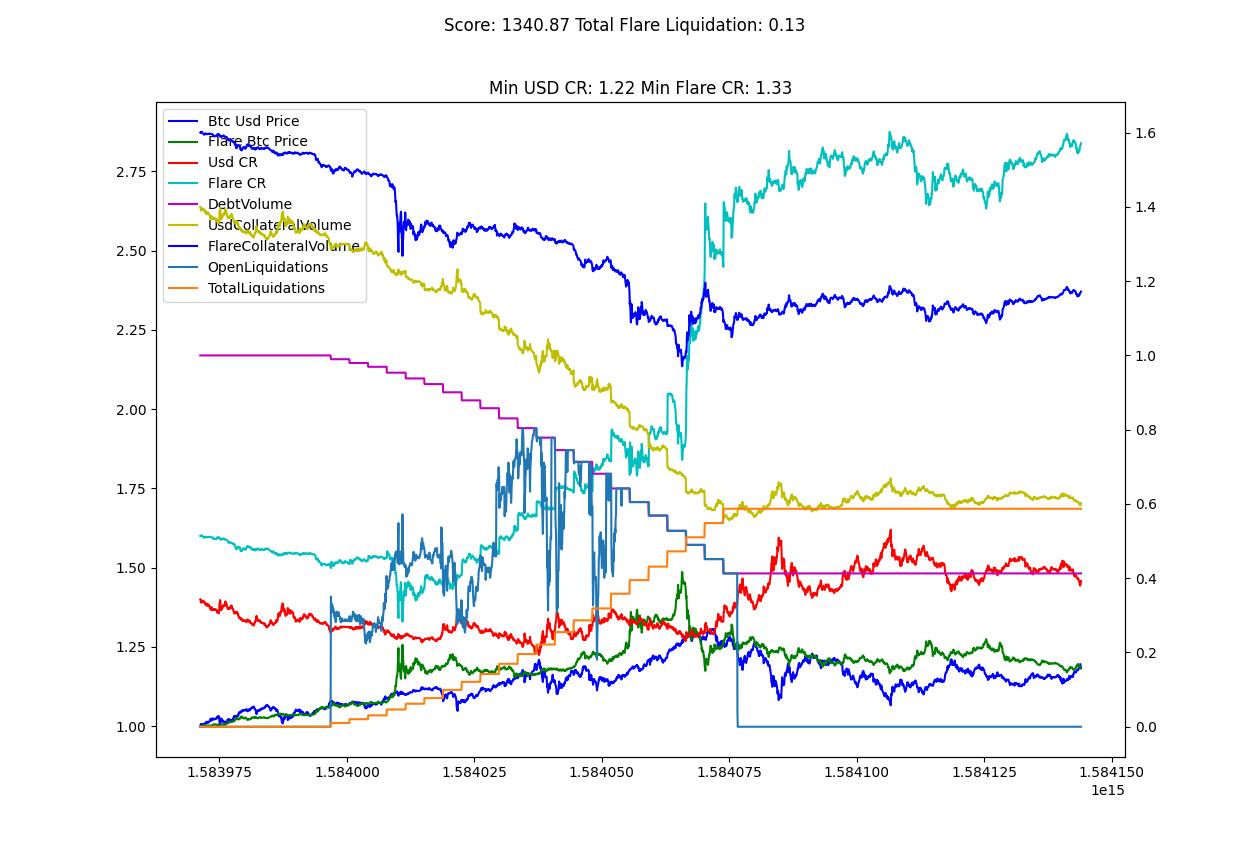 Score: 1340.87 Total Flare Liquidation: 0.13
Min USD CR: 1.22 Min Flare CR: 1.33
Btc Usd Price
Flare Btc Price
Usd CR
Flare CR
DebtVolume
UsdCollateralVolume
FlareCollateralVolume
OpenLiquidations
TotalLiquidations
2.75
2.50
2.25
2.00
1.75
1.50
1.25
1.00
1.6
1.4
1.2
1.0
0.8
0.6
0.4
0.2
0.0
1.583975 1.584000 1.584025 1.584050 1.584075 1.584100 1.584125 1.584150
1e15